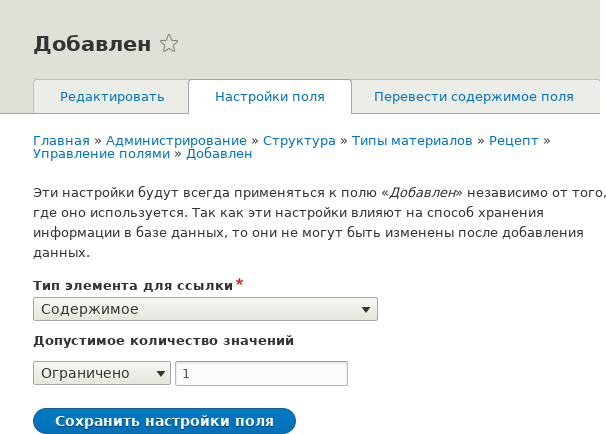 Добавлен
Редактировать
Настройки поля
Перевести содержимое поля
Главная » Администрирование » Структура » Типы материалов » Рецепт »
Управление полями » Добавлен
Эти настройки будут всегда применяться к полю «Добавлен» независимо от того,
где оно используется. Так как эти настройки влияют на способ хранения
информации в базе данных, то они не могут быть изменены после добавления
данных.
Тип элемента для ссылки*
Содержимое
Допустимое количество значений
Ограничено 1
Сохранить настройки поля